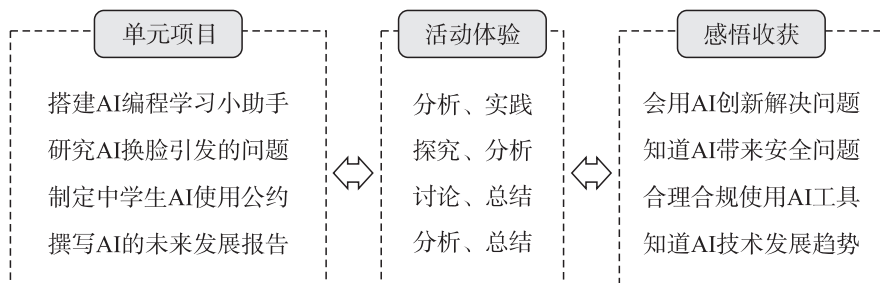 单元项目
搭建AI编程学习小助手
研究AI换脸引发的问题
制定中学生AI使用公约
撰写AI的未来发展报告
活动体验
分析、实践
探究、分析
讨论、总结
分析、总结
感悟收获
会用AI创新解决问题
知道AI带来安全问题
合理合规使用AI工具
知道AI技术发展趋势